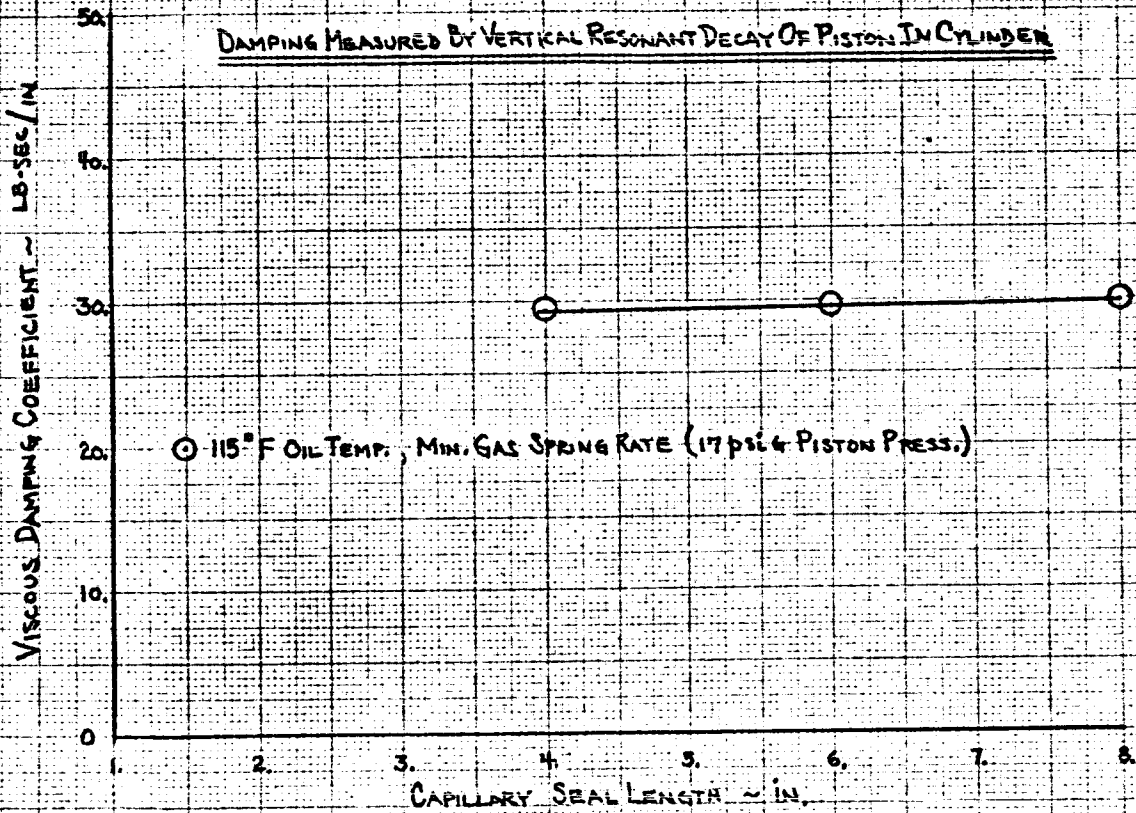 50.
DAMPING MEASURED BY VERTICAL RESONANT DECAY OF PISTON IN CYLINDER
40.
30.
VISCOUS DAMPING COEFFICIENT ~ LB-SEC/IN
20.
115°F OIL TEMP., MIN. GAS SPRING RATE (17 psig PISTON PRESS.)
10.
0
1. 2. 3. 4. 5. 6. 7. 8.
CAPILLARY SEAL LENGTH ~ IN.